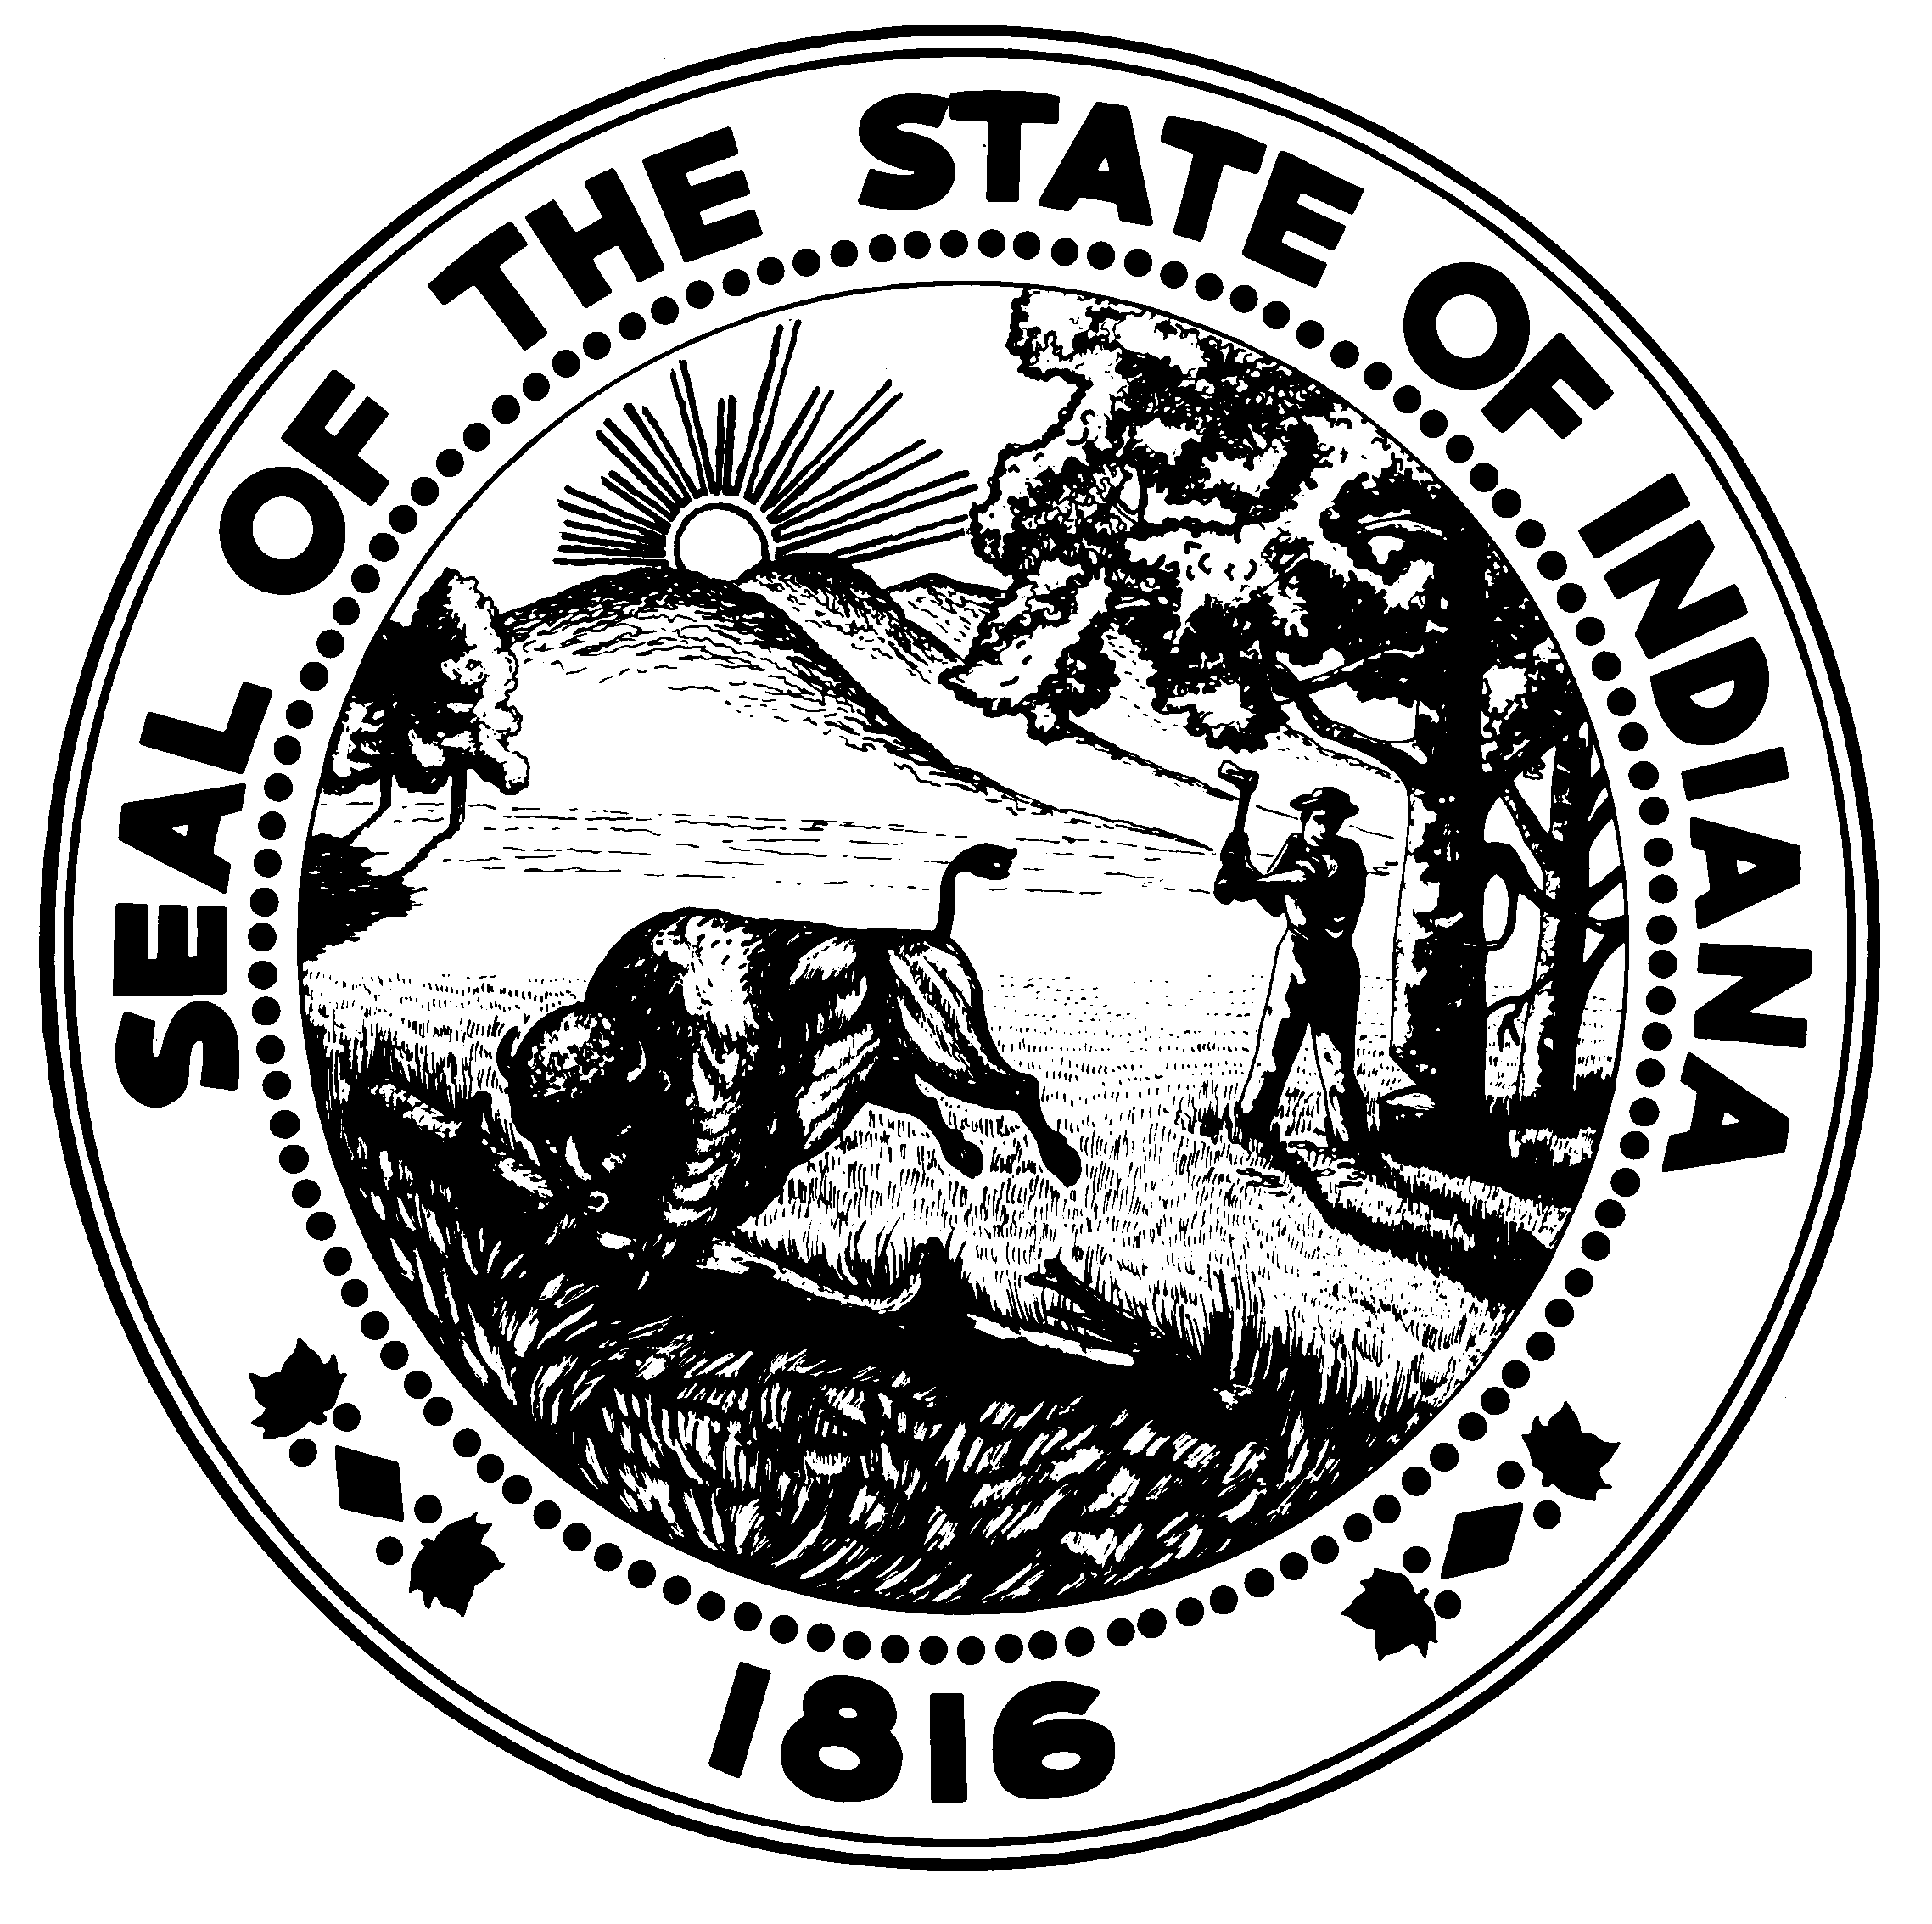 SEAL OF THE STATE OF INDIANA
1816